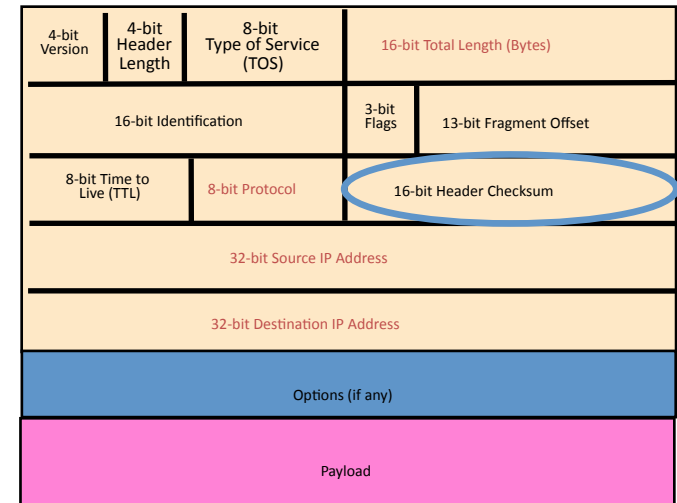 4-bit
Version
4-bit
Header
Length
8-bit
Type of Service
(TOS)
16-bit Total Length (Bytes)
16-bit Identification
3-bit
Flags
13-bit Fragment Offset
8-bit Time to
Live (TTL)
8-bit Protocol
16-bit Header Checksum
32-bit Source IP Address
32-bit Destination IP Address
Options (if any)
Payload